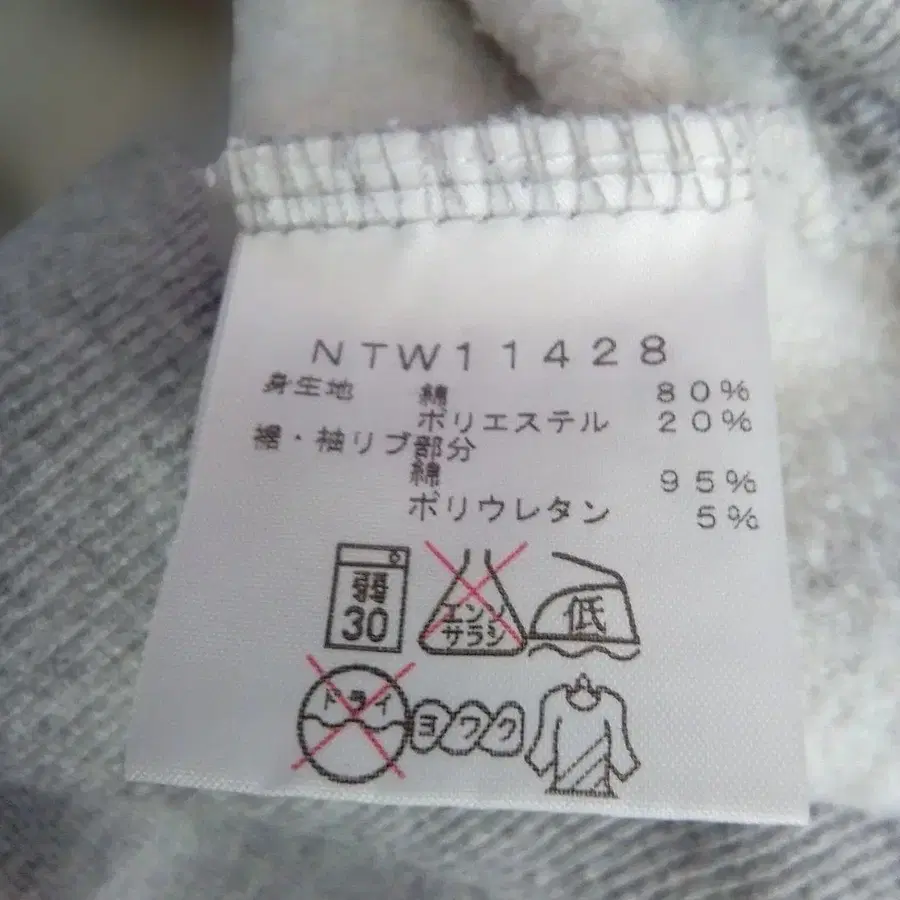 NTW11428
身生地 綿 80%
ポリエステル 20%
裾・袖リブ部分
綿 95%
ポリウレタン 5%
弱
30
エンソ
サラシ
低
ドライ
ヨワク